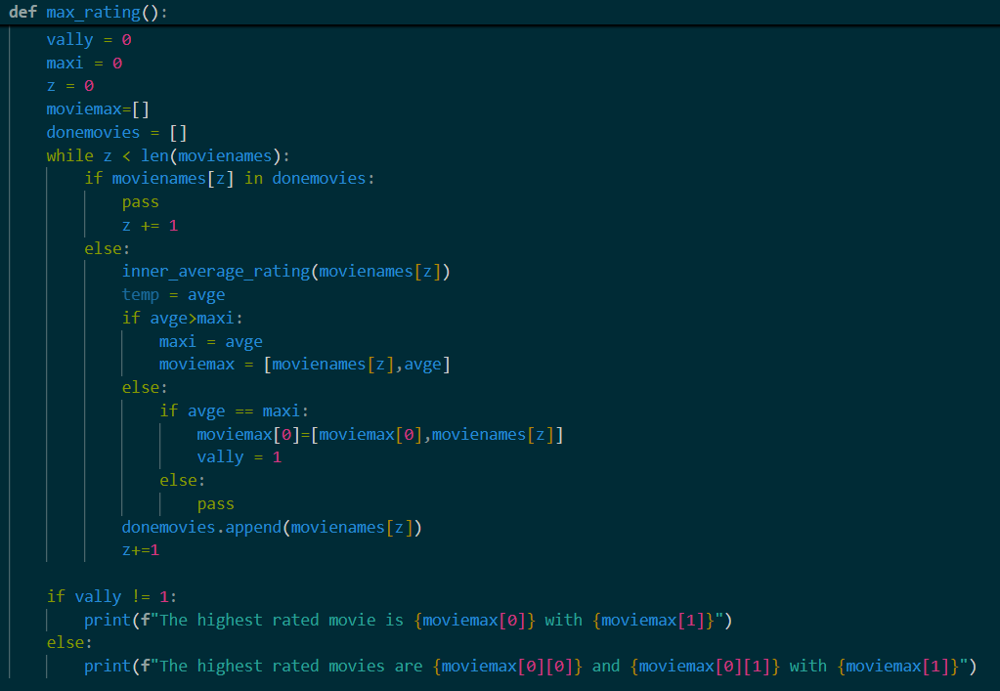 def max_rating():
    vally = 0
    maxi = 0
    z = 0
    moviemax=[]
    donemovies = []
    while z < len(movienames):
        if movienames[z] in donemovies:
            pass
            z += 1
        else:
            inner_average_rating(movienames[z])
            temp = avge
            if avge>maxi:
                maxi = avge
                moviemax = [movienames[z],avge]
            else:
                if avge == maxi:
                    moviemax[0]=[moviemax[0],movienames[z]]
                    vally = 1
                else:
                    pass
            donemovies.append(movienames[z])
            z+=1

    if vally != 1:
        print(f"The highest rated movie is {moviemax[0]} with {moviemax[1]}")
    else:
        print(f"The highest rated movies are {moviemax[0][0]} and {moviemax[0][1]} with {moviemax[1]}")